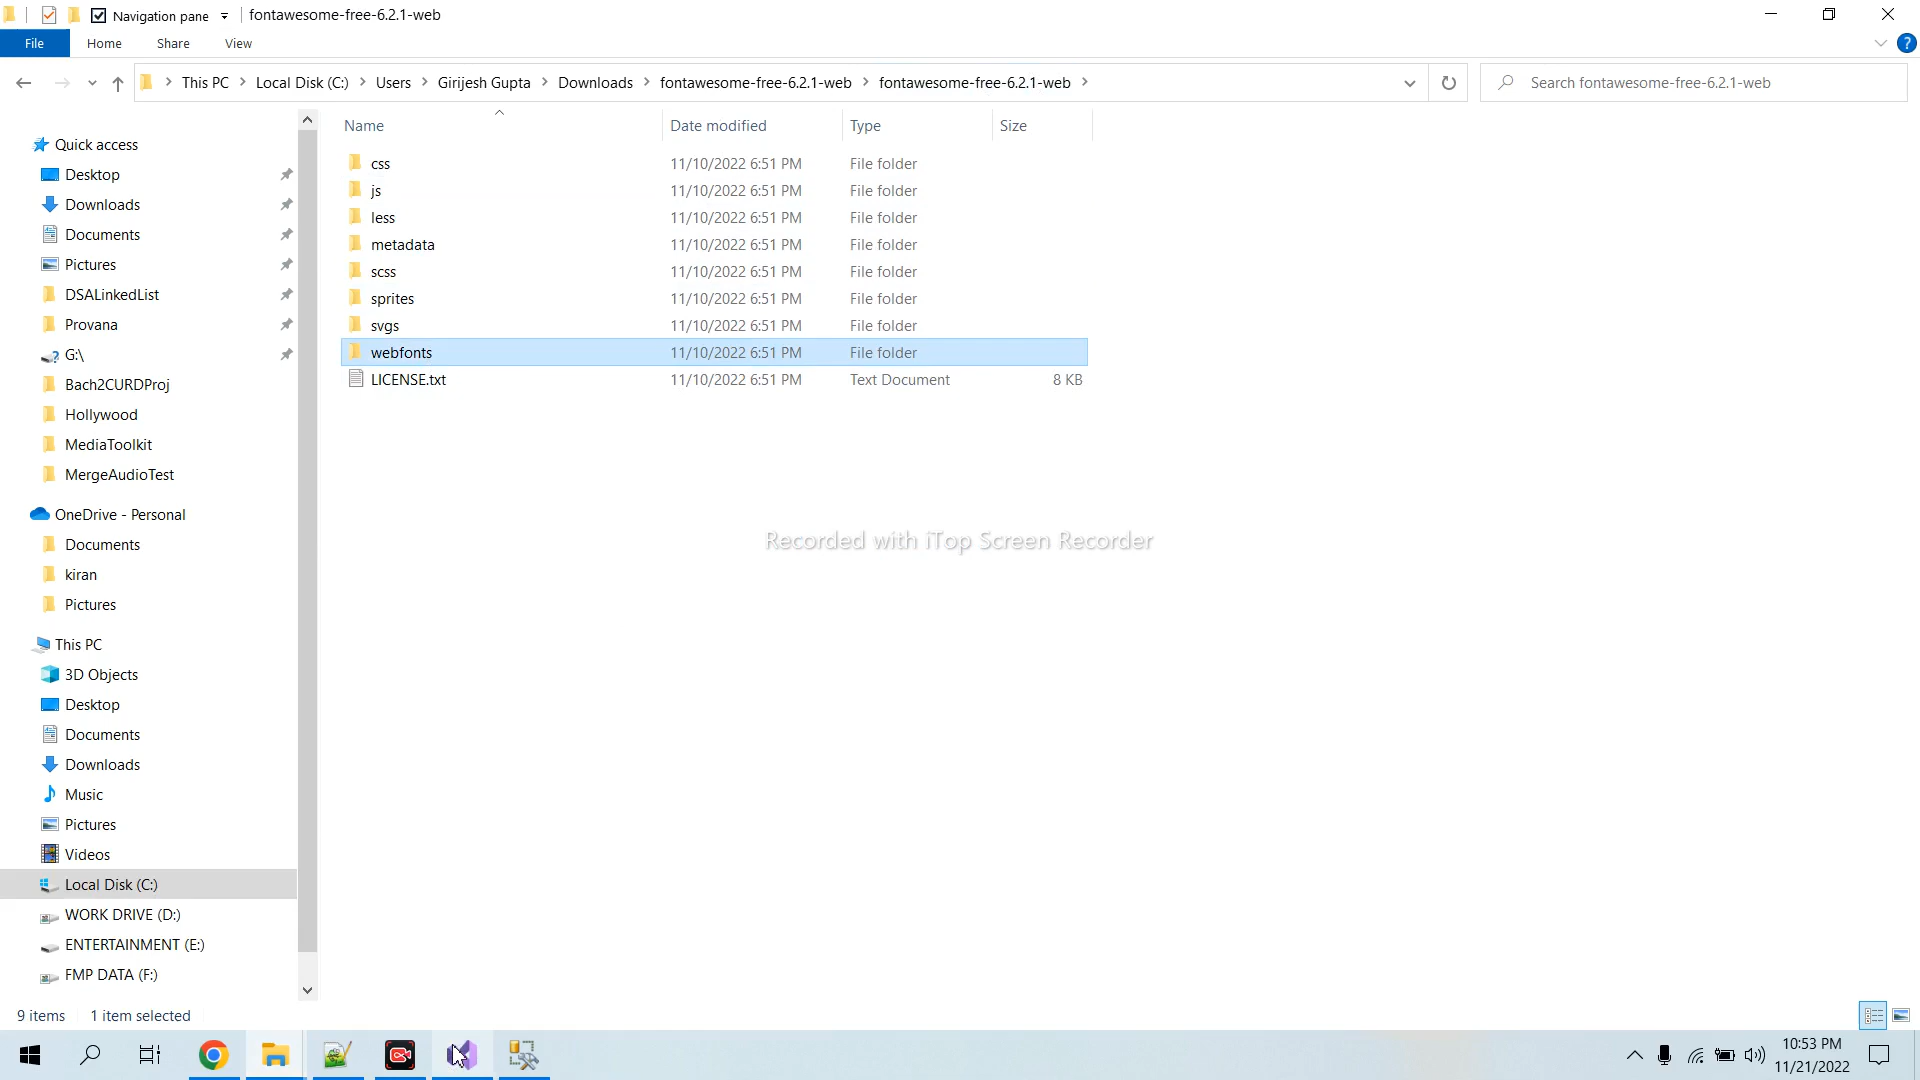 Navigation pane
fontawesome-free-6.2.1-web
File Home Share View
This PC Local Disk (C:) Users Girijesh Gupta Downloads fontawesome-free-6.2.1-web fontawesome-free-6.2.1-web
Search fontawesome-free-6.2.1-web
Name Date modified Type Size
css 11/10/2022 6:51 PM File folder
js 11/10/2022 6:51 PM File folder
less 11/10/2022 6:51 PM File folder
metadata 11/10/2022 6:51 PM File folder
scss 11/10/2022 6:51 PM File folder
sprites 11/10/2022 6:51 PM File folder
svgs 11/10/2022 6:51 PM File folder
webfonts 11/10/2022 6:51 PM File folder
LICENSE.txt 11/10/2022 6:51 PM Text Document 8 KB
Quick access
Desktop
Downloads
Documents
Pictures
DSALinkedList
Provana
G:\
Bach2CURDProj
Hollywood
MediaToolkit
MergeAudioTest
OneDrive - Personal
Documents
kiran
Pictures
This PC
3D Objects
Desktop
Documents
Downloads
Music
Pictures
Videos
Local Disk (C:)
WORK DRIVE (D:)
ENTERTAINMENT (E:)
FMP DATA (F:)
Recorded with iTop Screen Recorder
9 items 1 item selected
10:53 PM
11/21/2022